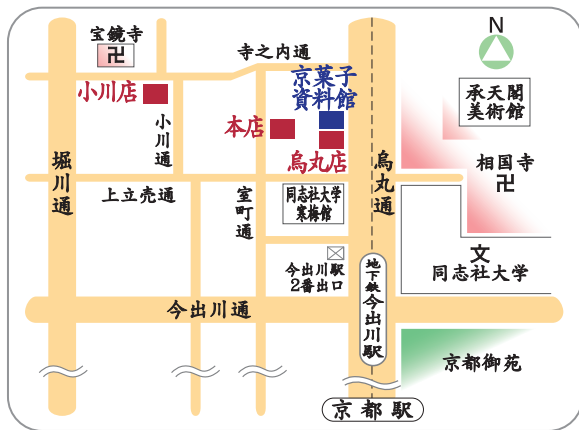 宝鏡寺
卍
寺之内通
N
小川店
京菓子
資料館
承天閣
美術館
本店
小川通
烏丸店
堀川通
烏丸通
相国寺
卍
上立売通
室町通
同志社大学
寒梅館
文
同志社大学
今出川駅
2番出口
地下鉄
今出川駅
今出川通
京都御苑
京都駅